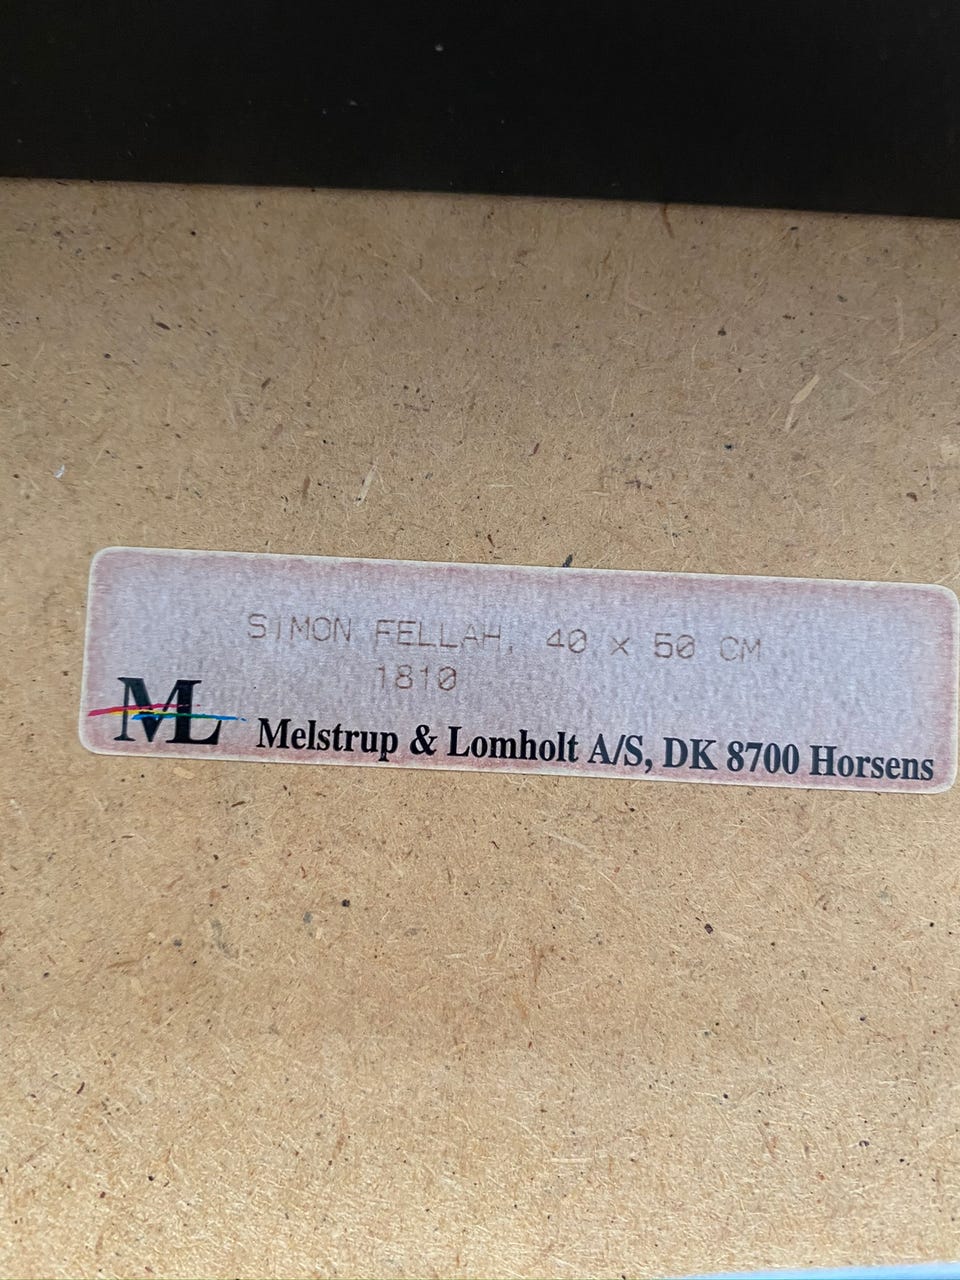 SIMON FELLAH, 40 x 50 CM
1810
ML Melstrup & Lomholt A/S, DK 8700 Horsens